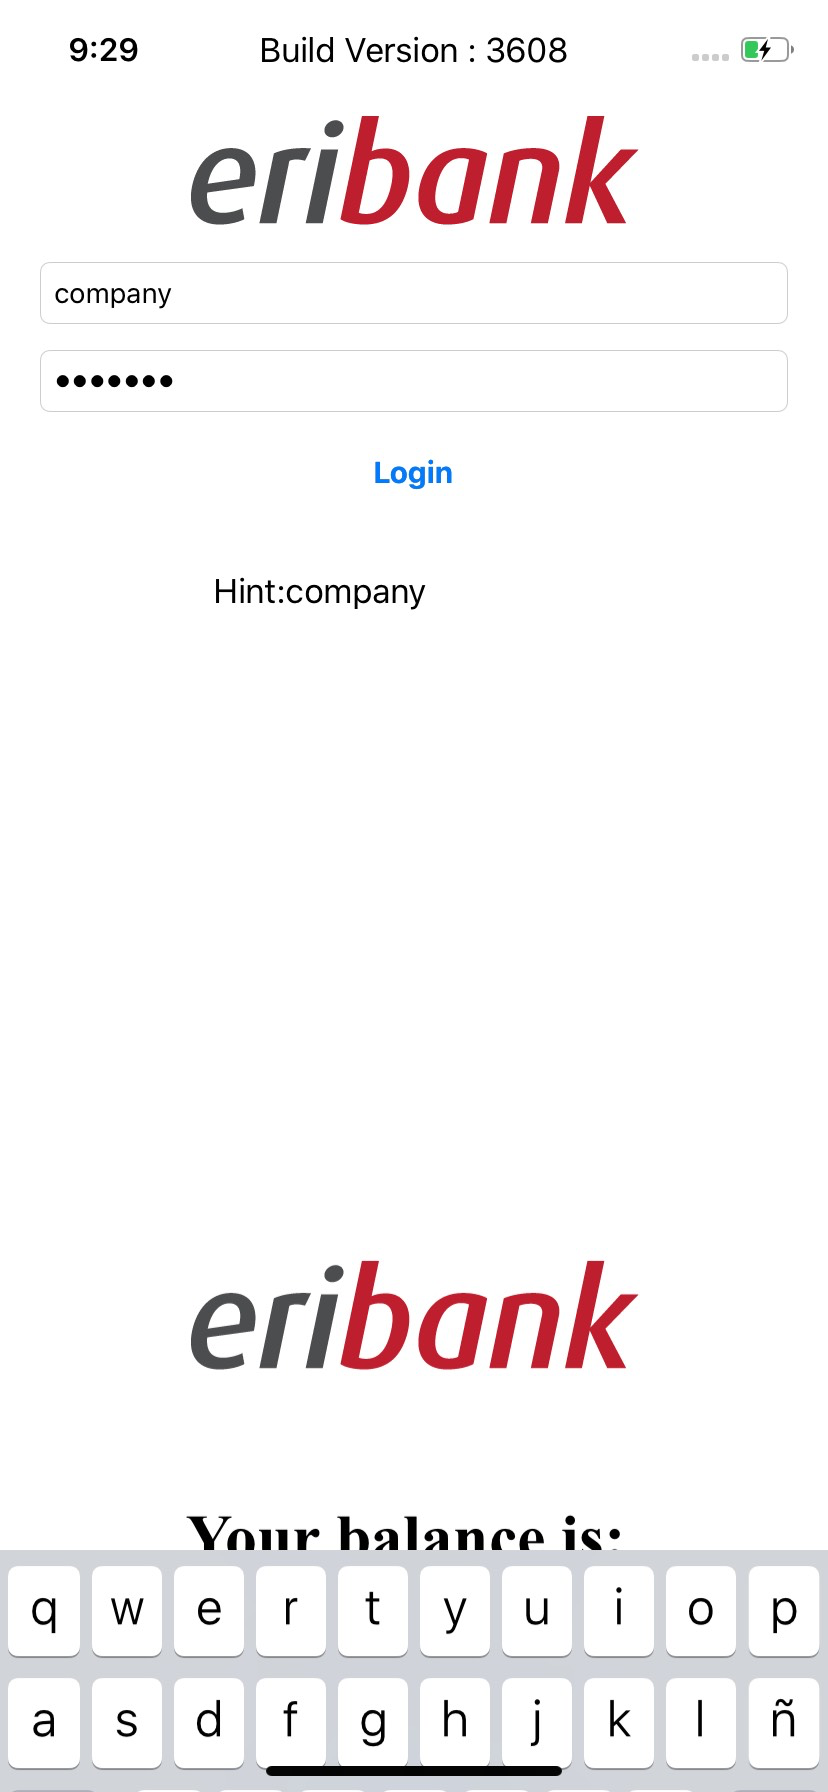 9:29 Build Version : 3608
eribank
company
•••••••
Login
Hint:company
eribank
Your balance is:
q w e r t y u i o p
a s d f g h j k l ñ